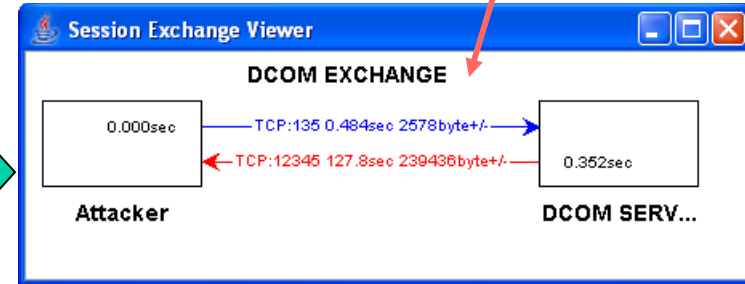 Session Exchange Viewer
DCOM EXCHANGE
0.000sec
TCP:135 0.484sec 2578byte+/-
TCP:12345 127.8sec 239436byte+/-
0.352sec
Attacker
DCOM SERV...